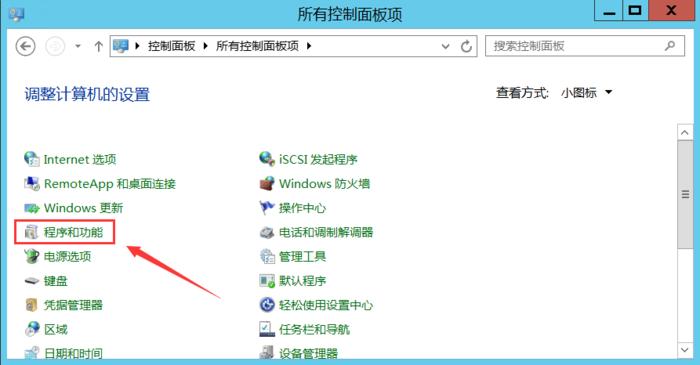 所有控制面板项
控制面板 所有控制面板项
搜索控制面板
调整计算机的设置
查看方式: 小图标
Internet 选项
iSCSI 发起程序
RemoteApp 和桌面连接
Windows 防火墙
Windows 更新
操作中心
程序和功能
电话和调制解调器
电源选项
管理工具
键盘
默认程序
凭据管理器
轻松使用设置中心
区域
任务栏和导航
日期和时间
设备管理器